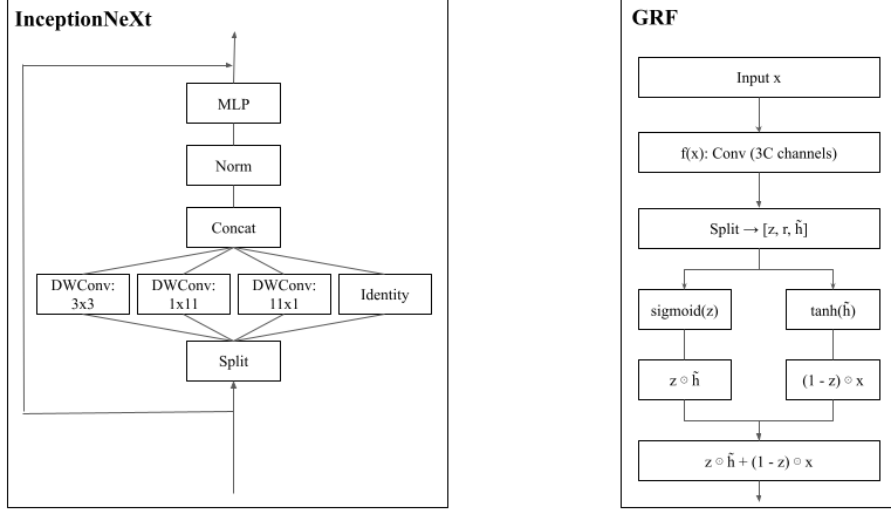 InceptionNeXt
MLP
Norm
Concat
DWConv:
3x3
DWConv:
1x11
DWConv:
11x1
Identity
Split
GRF
Input x
f(x): Conv (3C channels)
Split → [z, r, h̃]
sigmoid(z)
tanh(h̃)
z ⊙ h̃
(1 - z) ⊙ x
z ⊙ h̃ + (1 - z) ⊙ x